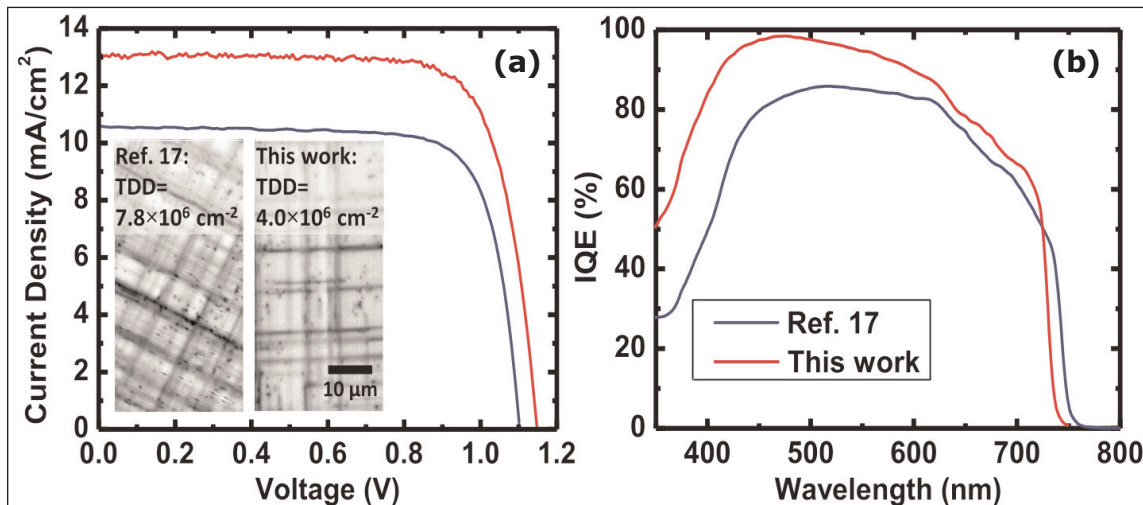 (a)
Current Density (mA/cm²)
14
12
10
8
6
4
2
0
Ref. 17:
TDD=
7.8×10⁶ cm⁻²
This work:
TDD=
4.0×10⁶ cm⁻²
10 µm
0.0 0.2 0.4 0.6 0.8 1.0 1.2
Voltage (V)
(b)
IQE (%)
100
80
60
40
20
0
Ref. 17
This work
400 500 600 700 800
Wavelength (nm)